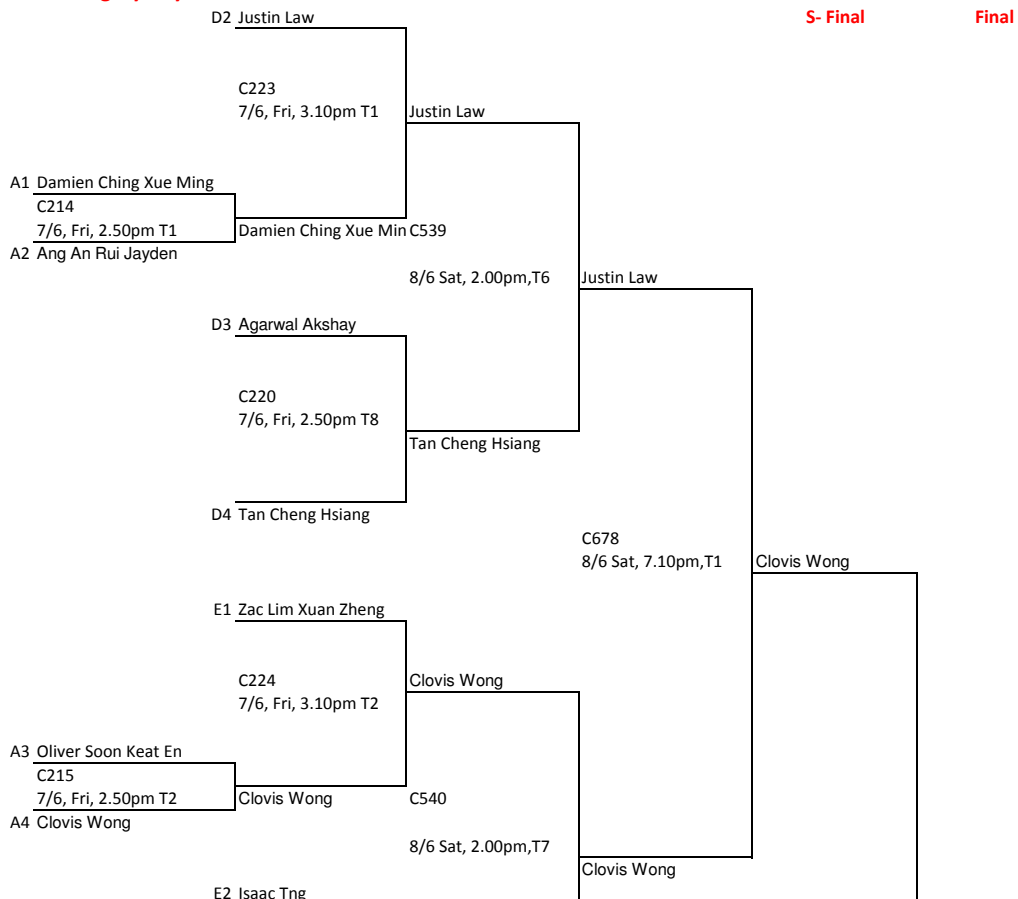 D2 Justin Law
S- Final
Final
C223
7/6, Fri, 3.10pm T1
Justin Law
A1 Damien Ching Xue Ming
C214
7/6, Fri, 2.50pm T1
Damien Ching Xue Min C539
A2 Ang An Rui Jayden
8/6 Sat, 2.00pm,T6
Justin Law
D3 Agarwal Akshay
C220
7/6, Fri, 2.50pm T8
Tan Cheng Hsiang
D4 Tan Cheng Hsiang
C678
8/6 Sat, 7.10pm,T1
Clovis Wong
E1 Zac Lim Xuan Zheng
C224
7/6, Fri, 3.10pm T2
Clovis Wong
A3 Oliver Soon Keat En
C215
7/6, Fri, 2.50pm T2
Clovis Wong
C540
A4 Clovis Wong
8/6 Sat, 2.00pm,T7
Clovis Wong
E2 Isaac Tng